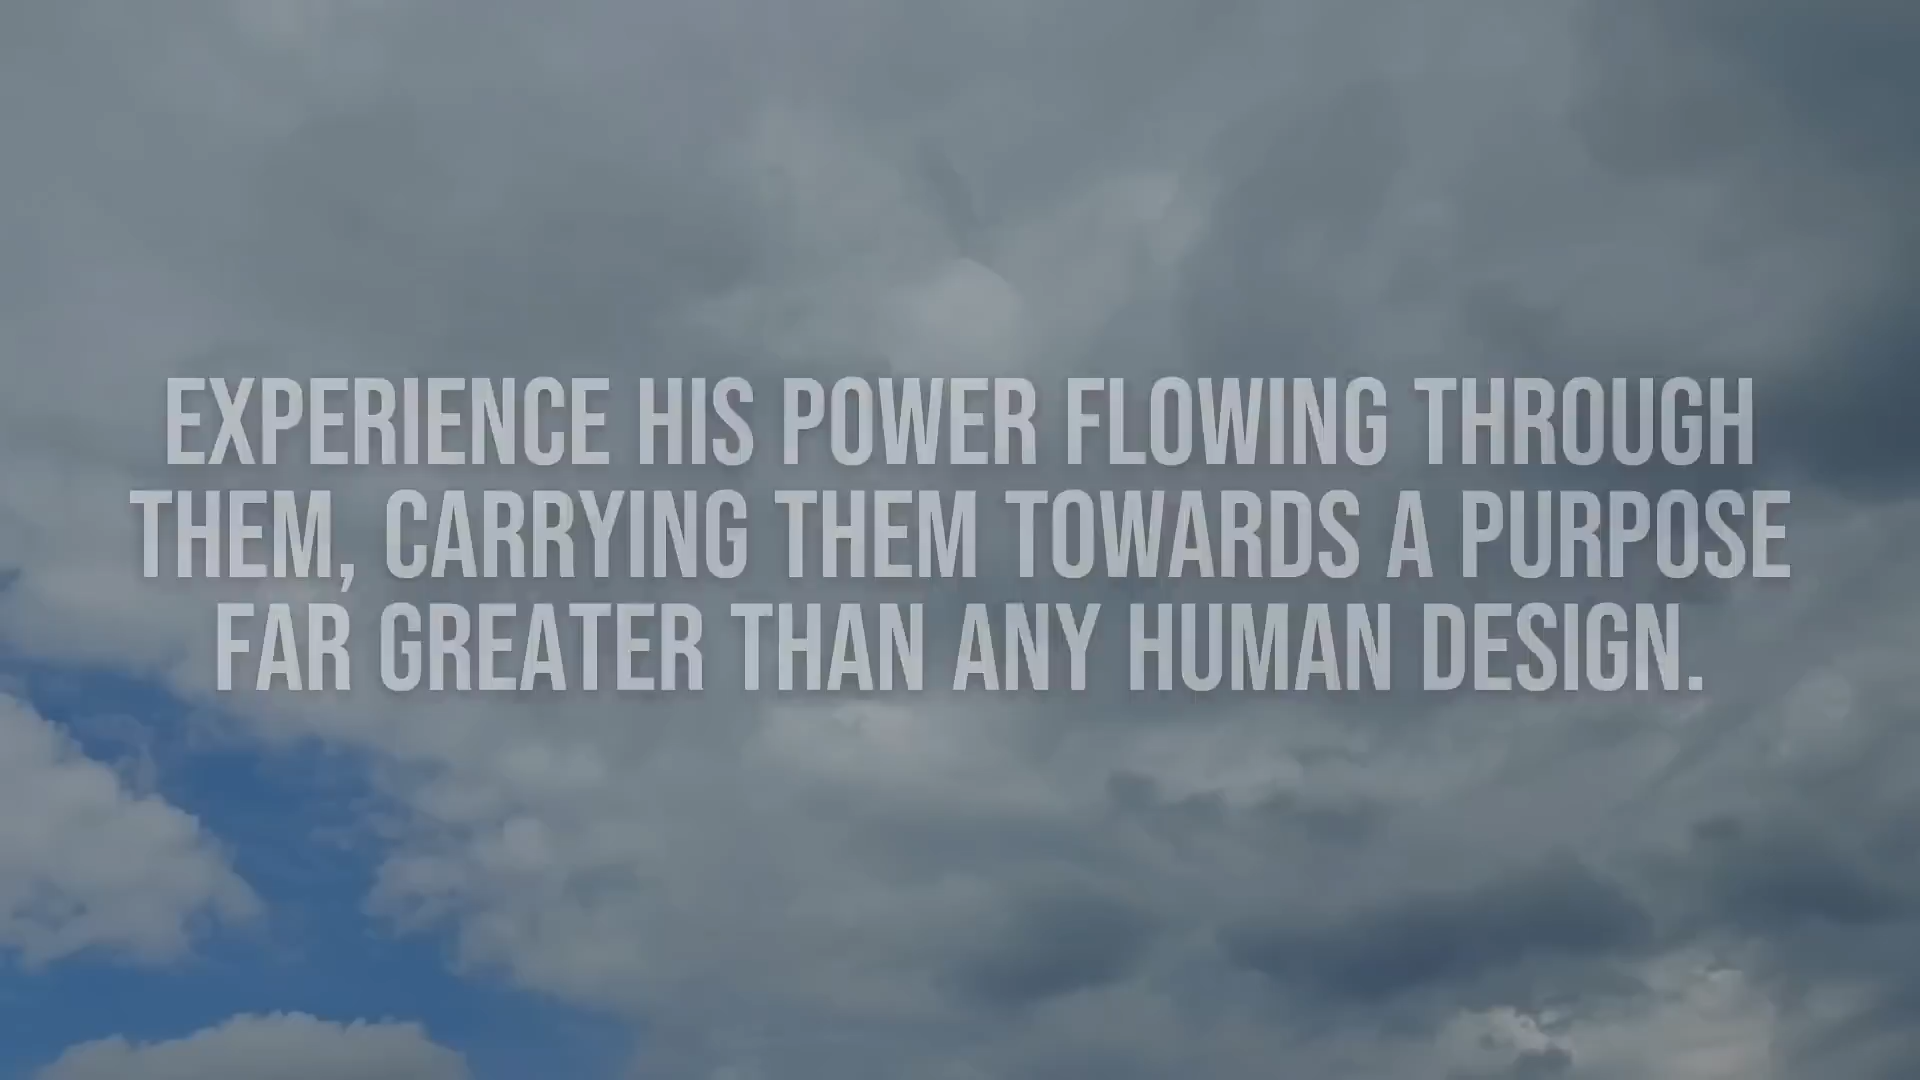 EXPERIENCE HIS POWER FLOWING THROUGH
THEM, CARRYING THEM TOWARDS A PURPOSE
FAR GREATER THAN ANY HUMAN DESIGN.